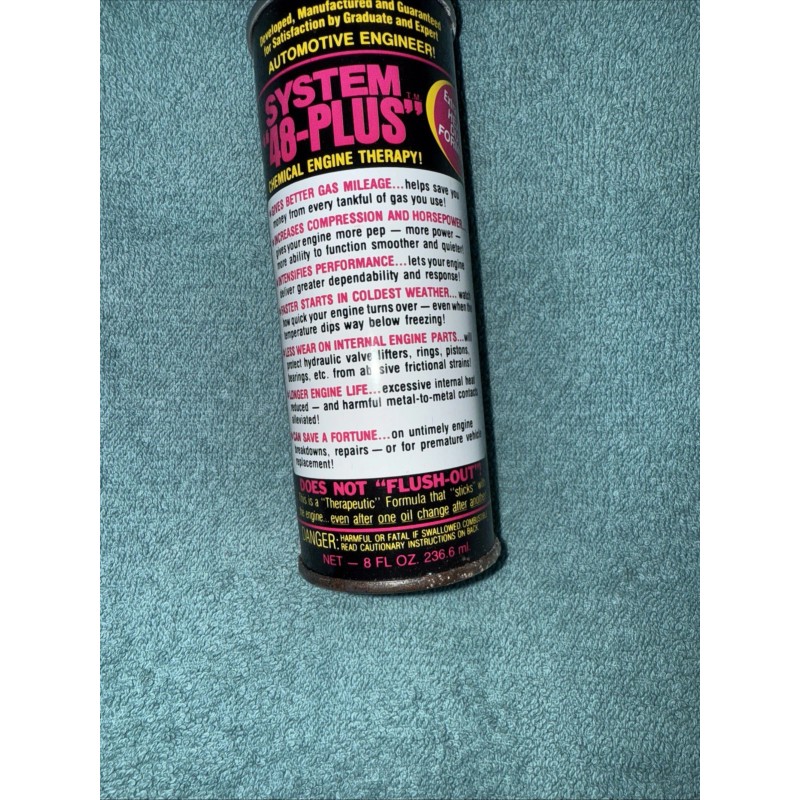 Developed, Manufactured and Guaranteed
for Satisfaction by Graduate and Expert
AUTOMOTIVE ENGINEER!
SYSTEM TM
"48-PLUS"
CHEMICAL ENGINE THERAPY!
GIVES BETTER GAS MILEAGE...helps save you
money from every tankful of gas you use!
INCREASES COMPRESSION AND HORSEPOWER...
gives your engine more pep — more power —
more ability to function smoother and quieter!
INTENSIFIES PERFORMANCE...lets your engine
deliver greater dependability and response!
FASTER STARTS IN COLDEST WEATHER...watch
how quick your engine turns over — even when the
temperature dips way below freezing!
LESS WEAR ON INTERNAL ENGINE PARTS...will
protect hydraulic valve lifters, rings, pistons,
bearings, etc. from ab sive frictional strains!
LONGER ENGINE LIFE...excessive internal heat
reduced — and harmful metal-to-metal contacts
alleviated!
CAN SAVE A FORTUNE...on untimely engine
breakdowns, repairs — or for premature vehicle
replacement!
DOES NOT "FLUSH-OUT"!
This is a "Therapeutic" Formula that "sticks" with
the engine...even after one oil change after another
DANGER: HARMFUL OR FATAL IF SWALLOWED. COMBUSTIBLE
READ CAUTIONARY INSTRUCTIONS ON BACK.
NET — 8 FL OZ. 236.6 ml.